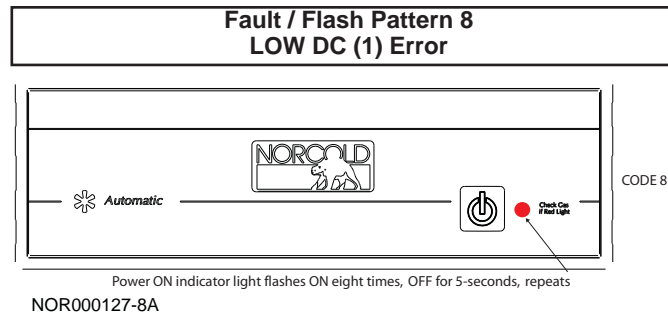 Fault / Flash Pattern 8
LOW DC (1) Error
NORCOLD
Automatic
Check Gas
If Red Light
CODE 8
Power ON indicator light flashes ON eight times, OFF for 5-seconds, repeats
NOR000127-8A